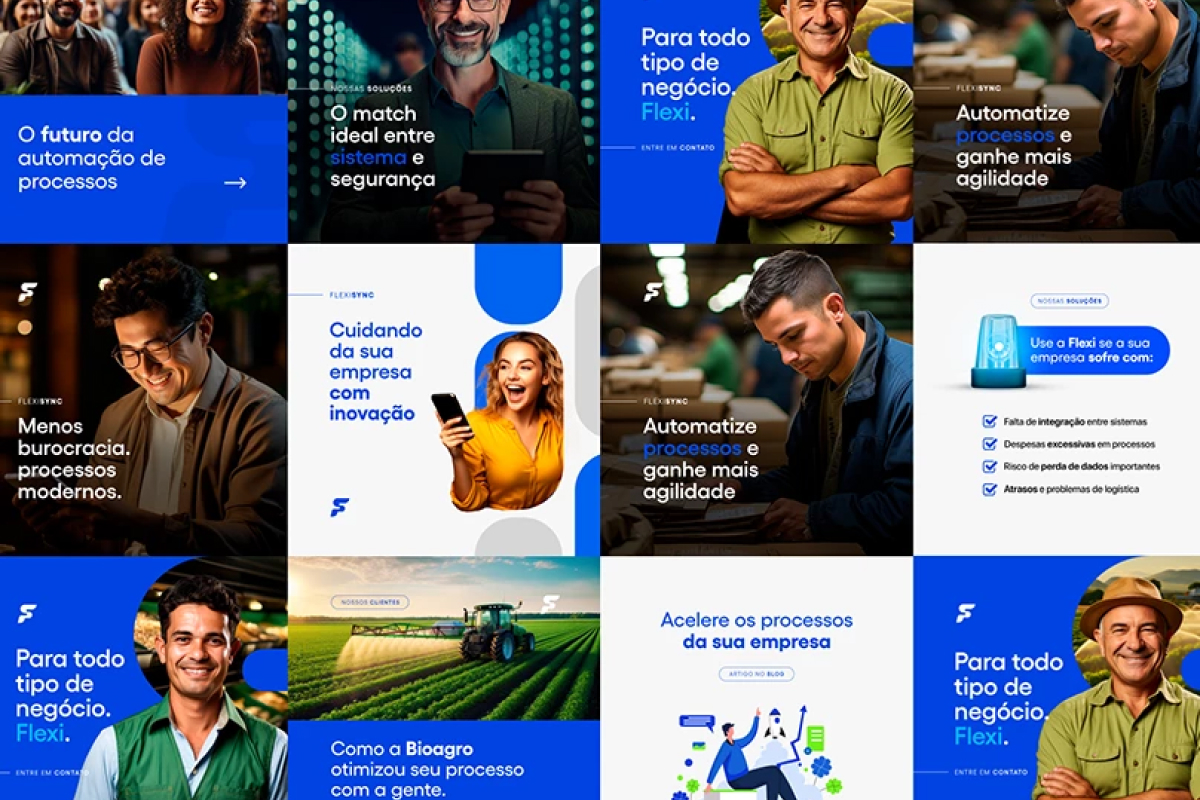 O futuro da
automação de
processos
NOSSAS SOLUÇÕES
O match
ideal entre
sistema e
segurança
Para todo
tipo de
negócio.
Flexi.
ENTRE EM CONTATO
FLEXISYNC
Automatize
processos e
ganhe mais
agilidade
FLEXISYNC
Menos
burocracia.
processos
modernos.
FLEXISYNC
Cuidando
da sua
empresa
com
inovação
FLEXISYNC
Automatize
processos e
ganhe mais
agilidade
NOSSAS SOLUÇÕES
Use a Flexi se a sua
empresa sofre com:
Falta de integração entre sistemas
Despesas excessivas em processos
Risco de perda de dados importantes
Atrasos e problemas de logística
Para todo
tipo de
negócio.
Flexi.
ENTRE EM CONTATO
NOSSOS CLIENTES
Como a Bioagro
otimizou seu processo
com a gente.
Acelere os processos
da sua empresa
ARTIGO NO BLOG
Para todo
tipo de
negócio.
Flexi.
ENTRE EM CONTATO